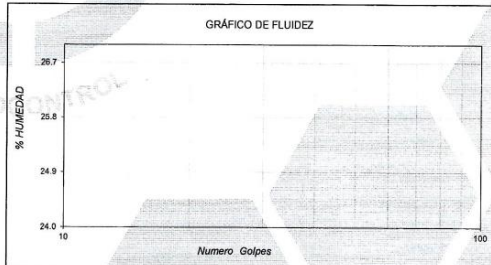 GRÁFICO DE FLUIDEZ
26.7
25.8
24.9
24.0
% HUMEDAD
10
100
Numero Golpes